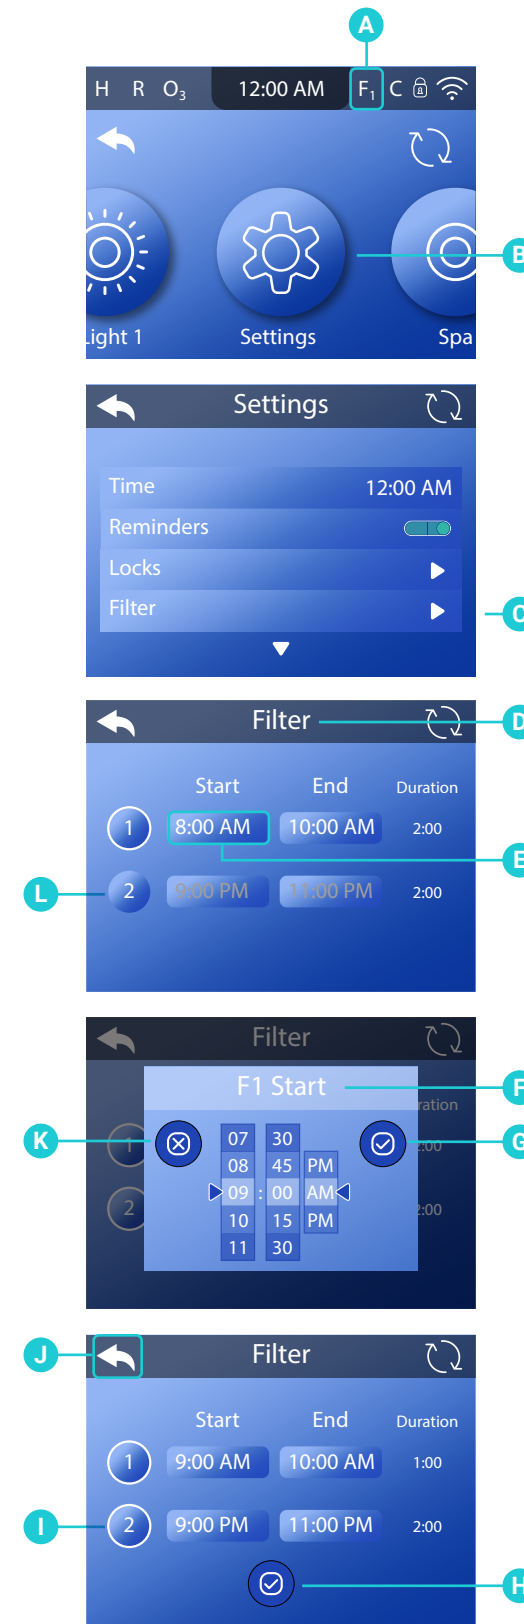 A
H R O3 12:00 AM F1 C
B
Light 1 Settings Spa
Settings
Time 12:00 AM
Reminders
Locks
Filter
C
Filter
D
Start End Duration
1 8:00 AM 10:00 AM 2:00
E
L 2 9:00 PM 11:00 PM 2:00
Filter
F1 Start
F
ration
K 1 07 30 2:00 G
08 45 PM
2 09 : 00 AM 2:00
10 15 PM
11 30
J Filter
Start End Duration
1 9:00 AM 10:00 AM 1:00
I 2 9:00 PM 11:00 PM 2:00
H